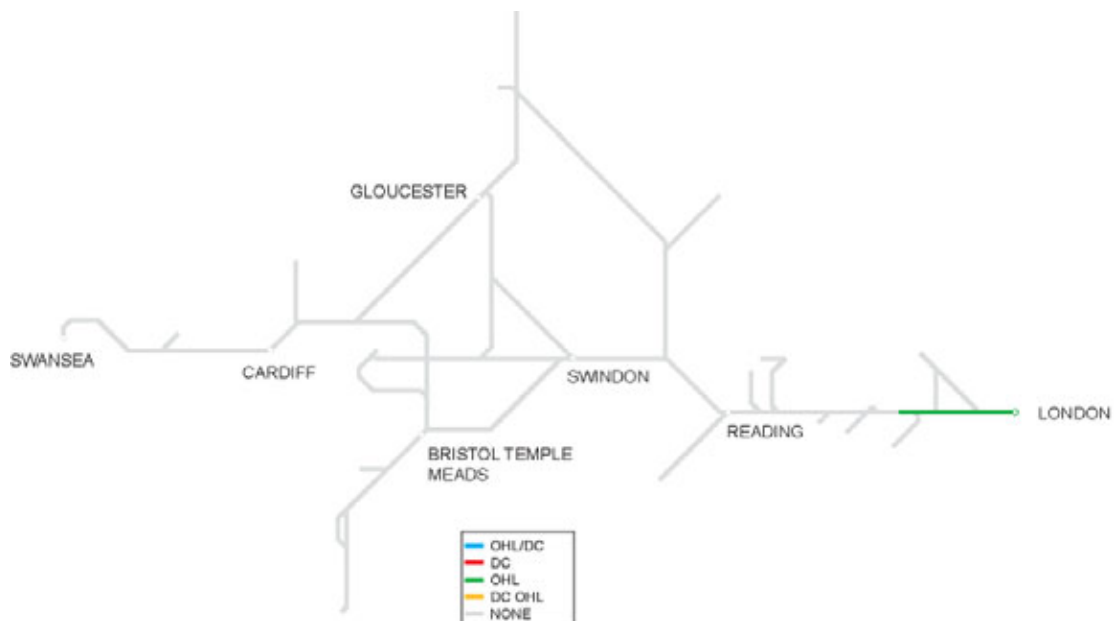 GLOUCESTER
SWANSEA
CARDIFF
SWINDON
LONDON
READING
BRISTOL TEMPLE
MEADS
OHL/DC
DC
OHL
DC OHL
NONE